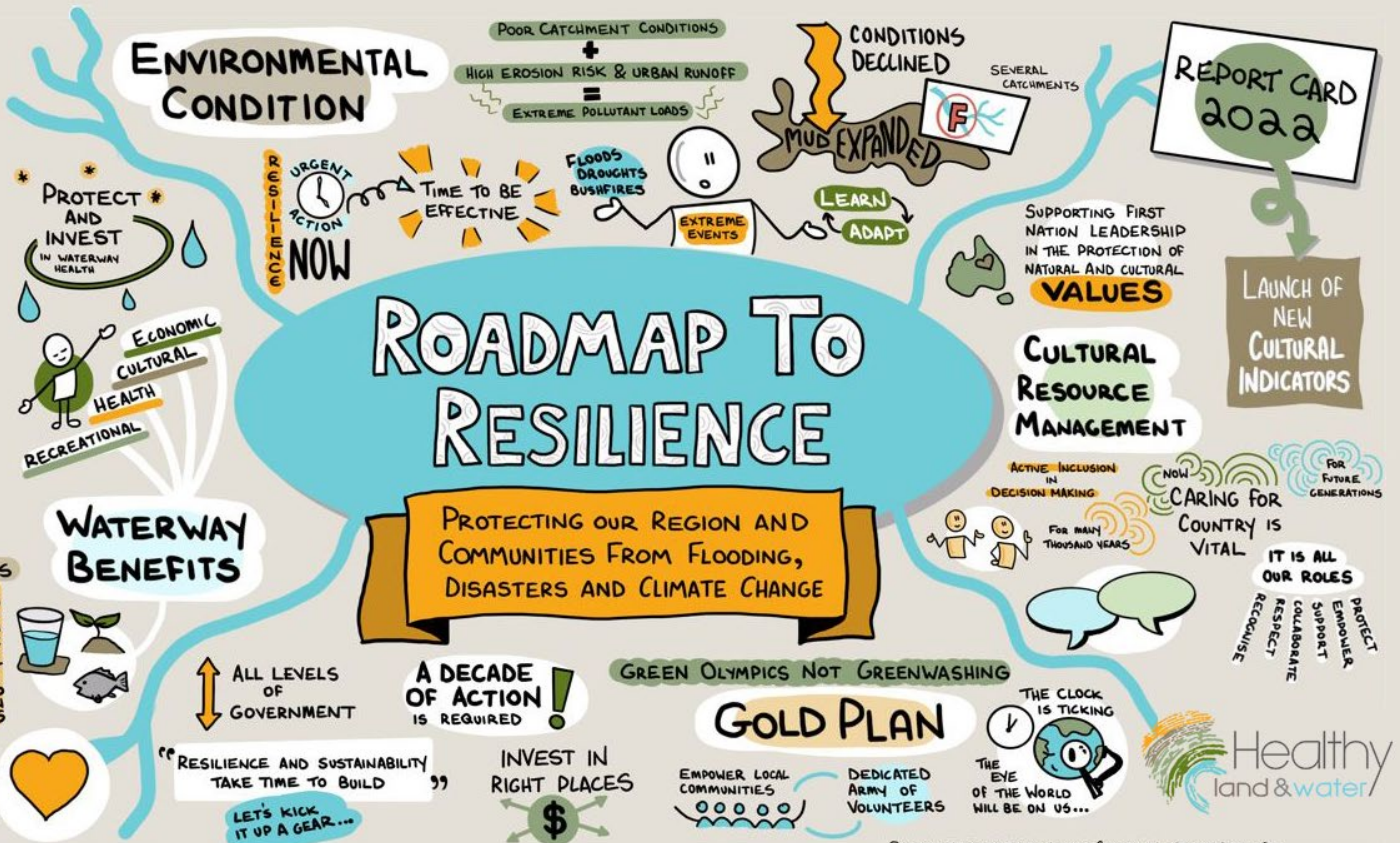 ENVIRONMENTAL
CONDITION
POOR CATCHMENT CONDITIONS
+
HIGH EROSION RISK & URBAN RUNOFF
=
EXTREME POLLUTANT LOADS
CONDITIONS
DECLINED
SEVERAL
CATCHMENTS
F
MUD EXPANDED
REPORT CARD
2022
RESILIENCE
URGENT
ACTION
NOW
TIME TO BE
EFFECTIVE
FLOODS
DROUGHTS
BUSHFIRES
EXTREME
EVENTS
LEARN
ADAPT
PROTECT
AND
INVEST
IN WATERWAY
HEALTH
SUPPORTING FIRST
NATION LEADERSHIP
IN THE PROTECTION OF
NATURAL AND CULTURAL
VALUES
LAUNCH OF
NEW
CULTURAL
INDICATORS
ROADMAP TO
RESILIENCE
PROTECTING OUR REGION AND
COMMUNITIES FROM FLOODING,
DISASTERS AND CLIMATE CHANGE
ECONOMIC
CULTURAL
HEALTH
RECREATIONAL
WATERWAY
BENEFITS
CULTURAL
RESOURCE
MANAGEMENT
ACTIVE INCLUSION
IN
DECISION MAKING
NOW
FOR
FUTURE
GENERATIONS
FOR MANY
THOUSAND YEARS
CARING FOR
COUNTRY IS
VITAL
IT IS ALL
OUR ROLES
RECOGNISE
RESPECT
COLLABORATE
SUPPORT
EMPOWER
PROTECT
ALL LEVELS
OF
GOVERNMENT
A DECADE
OF ACTION
IS REQUIRED
!
GREEN OLYMPICS NOT GREENWASHING
GOLD PLAN
THE CLOCK
IS TICKING
THE
EYE
OF THE WORLD
WILL BE ON US...
"RESILIENCE AND SUSTAINABILITY
TAKE TIME TO BUILD"
LET'S KICK
IT UP A GEAR...
INVEST IN
RIGHT PLACES
$
EMPOWER LOCAL
COMMUNITIES
DEDICATED
ARMY OF
VOLUNTEERS
Healthy
land & water